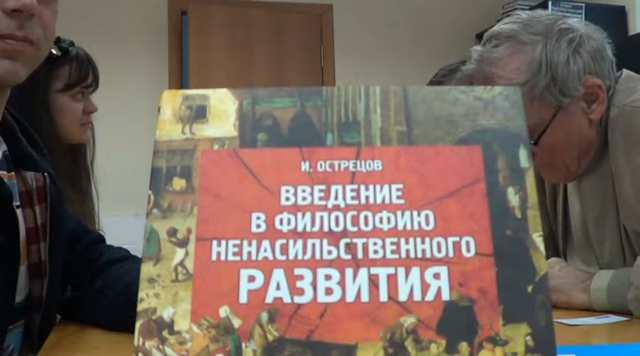 И. ОСТРЕЦОВ
ВВЕДЕНИЕ
В ФИЛОСОФИЮ
НЕНАСИЛЬСТВЕННОГО
РАЗВИТИЯ